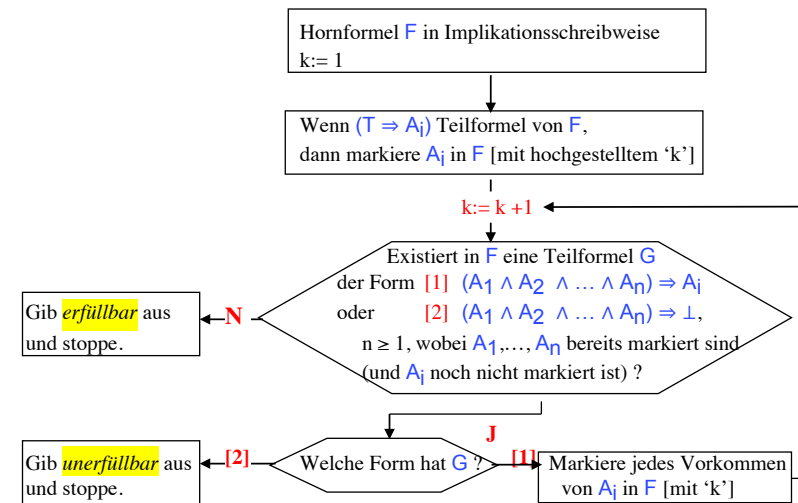 Hornformel F in Implikationsschreibweise
k:= 1
Wenn (T ⇒ Ai) Teilformel von F,
dann markiere Ai in F [mit hochgestelltem ‘k’]
k:= k +1
Existiert in F eine Teilformel G
der Form [1] (A1 ∧ A2 ∧ … ∧ An) ⇒ Ai
oder [2] (A1 ∧ A2 ∧ … ∧ An) ⇒ ⊥,
n ≥ 1, wobei A1,…, An bereits markiert sind
(und Ai noch nicht markiert ist) ?
N
Gib erfüllbar aus
und stoppe.
J
Welche Form hat G ?
[2]
[1]
Gib unerfüllbar aus
und stoppe.
Markiere jedes Vorkommen
von Ai in F [mit ‘k’]